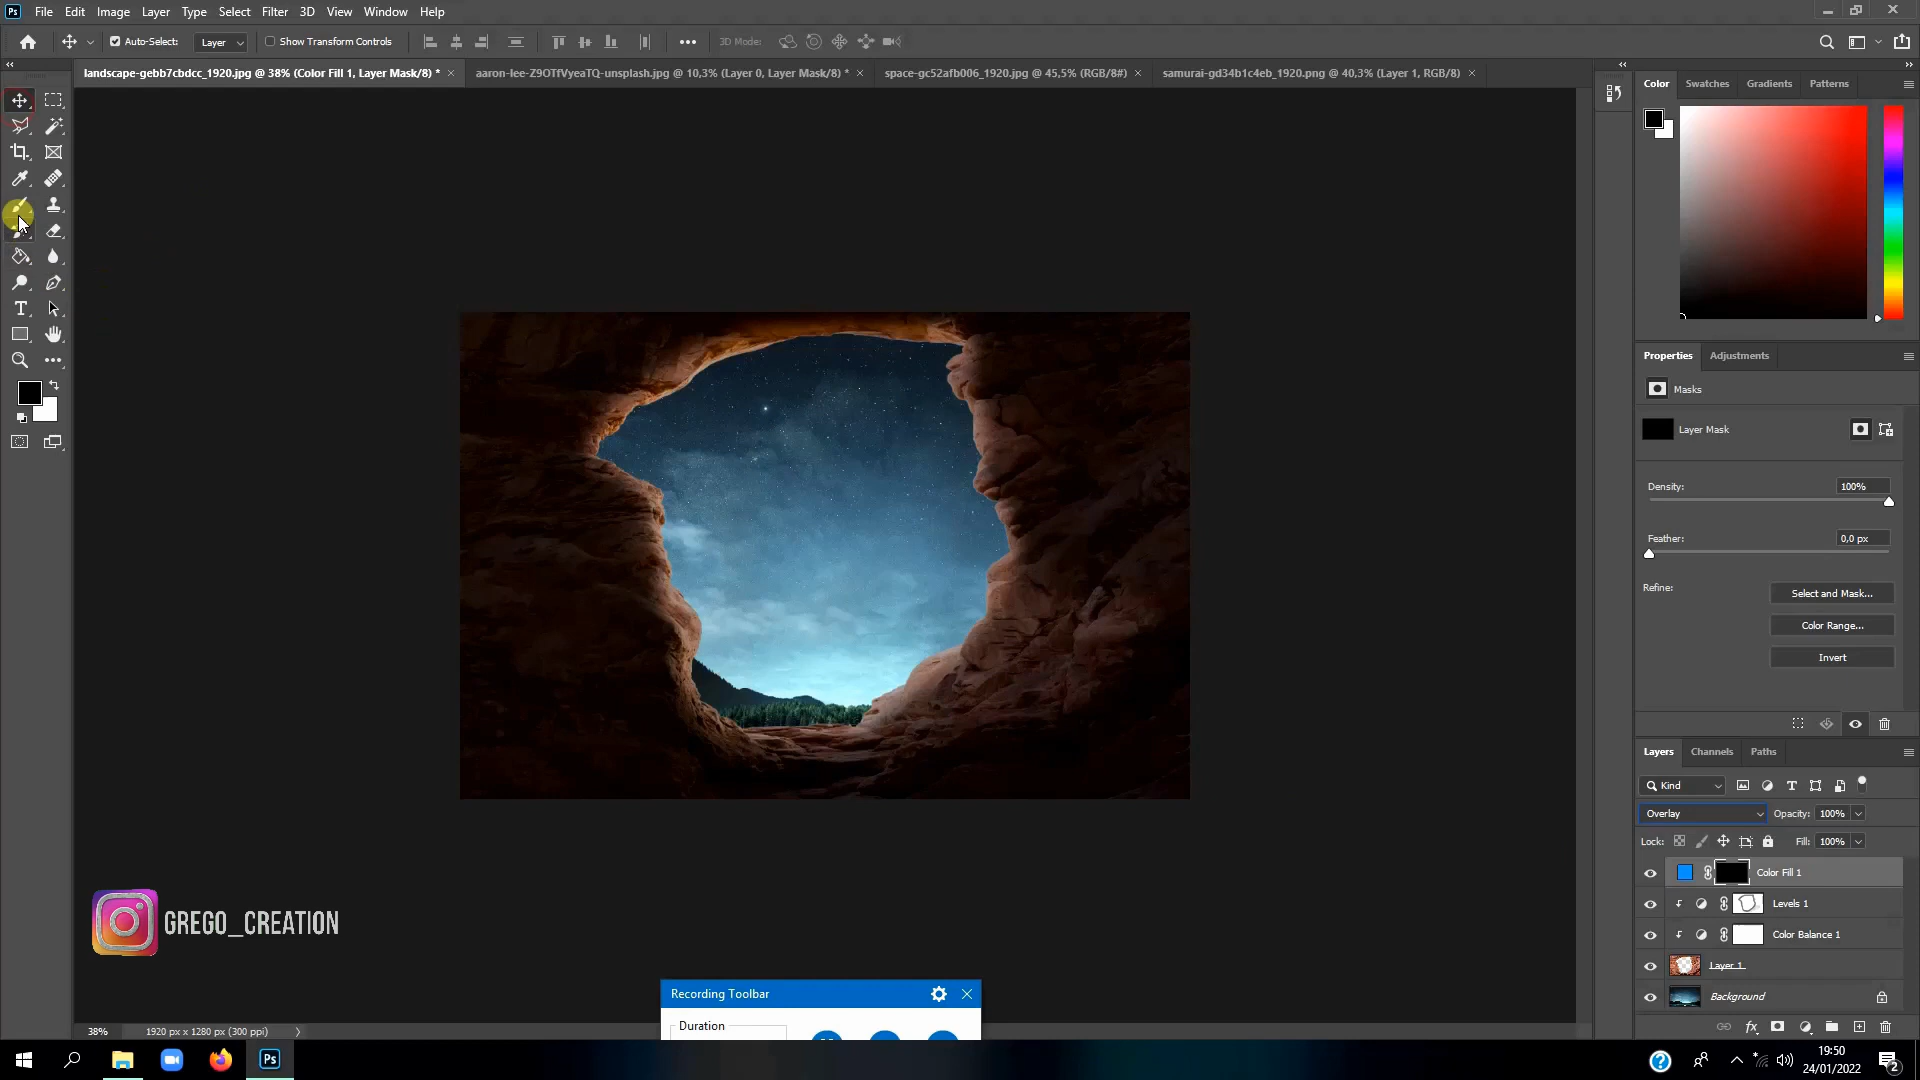 Ps File Edit Image Layer Type Select Filter 3D View Window Help
Auto-Select: Layer Show Transform Controls 3D Mode:
landscape-gebb7cbdcc_1920.jpg @ 38% (Color Fill 1, Layer Mask/8) * aaron-lee-Z9OTfVyeaTQ-unsplash.jpg @ 10,3% (Layer 0, Layer Mask/8) * space-gc52afb006_1920.jpg @ 45,5% (RGB/8#) samurai-gd34b1c4eb_1920.png @ 40,3% (Layer 1, RGB/8)
Color Swatches Gradients Patterns
Properties Adjustments
Masks
Layer Mask
Density: 100%
Feather: 0,0 px
Refine: Select and Mask...
Color Range...
Invert
Layers Channels Paths
Kind
Overlay Opacity: 100%
Lock: Fill: 100%
Color Fill 1
Levels 1
Color Balance 1
Layer 1
Background
GREGO_CREATION
Recording Toolbar
Duration
38% 1920 px x 1280 px (300 ppi)
Ps
19:50
24/01/2022
2